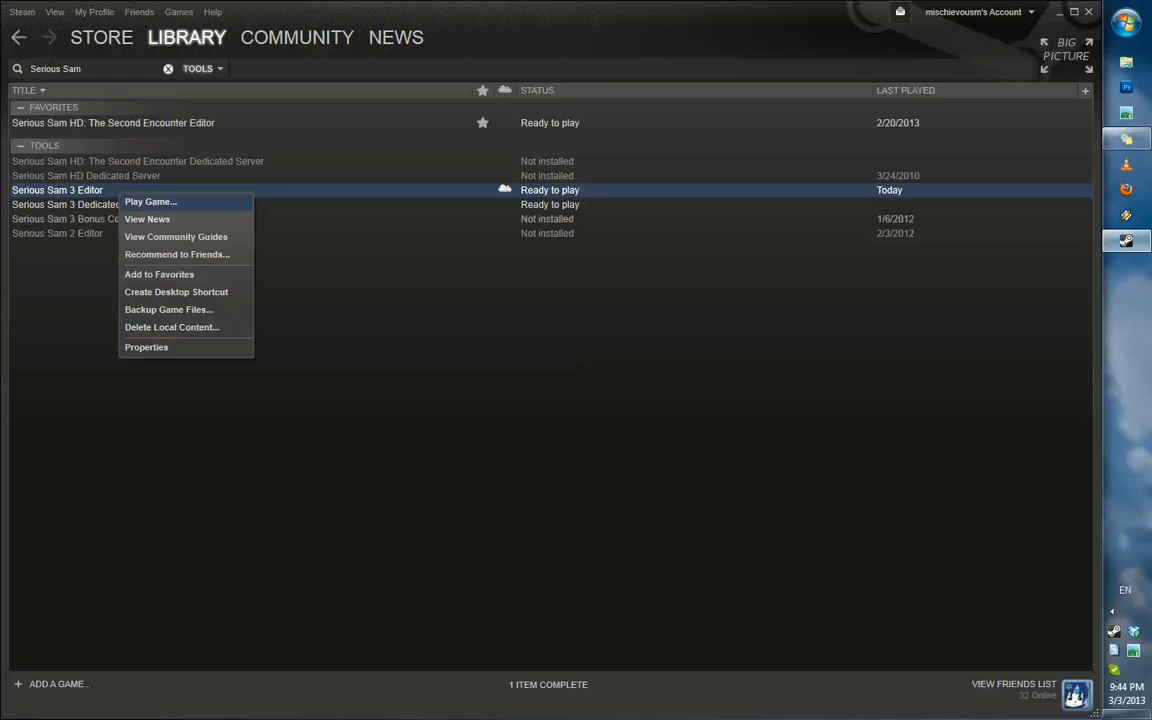 Steam View My Profile Friends Games Help
mischievousm's Account
STORE LIBRARY COMMUNITY NEWS
BIG
PICTURE
Serious Sam
TOOLS
TITLE STATUS LAST PLAYED
FAVORITES
Serious Sam HD: The Second Encounter Editor Ready to play 2/20/2013
TOOLS
Serious Sam HD: The Second Encounter Dedicated Server Not installed
Serious Sam HD Dedicated Server Not installed 3/24/2010
Serious Sam 3 Editor Ready to play Today
Serious Sam 3 Dedicated Ready to play
Serious Sam 3 Bonus Co Not installed 1/6/2012
Serious Sam 2 Editor Not installed 2/3/2012
Play Game...
View News
View Community Guides
Recommend to Friends...
Add to Favorites
Create Desktop Shortcut
Backup Game Files...
Delete Local Content...
Properties
+ ADD A GAME...
1 ITEM COMPLETE
VIEW FRIENDS LIST
32 Online
Ps
EN
9:44 PM
3/3/2013